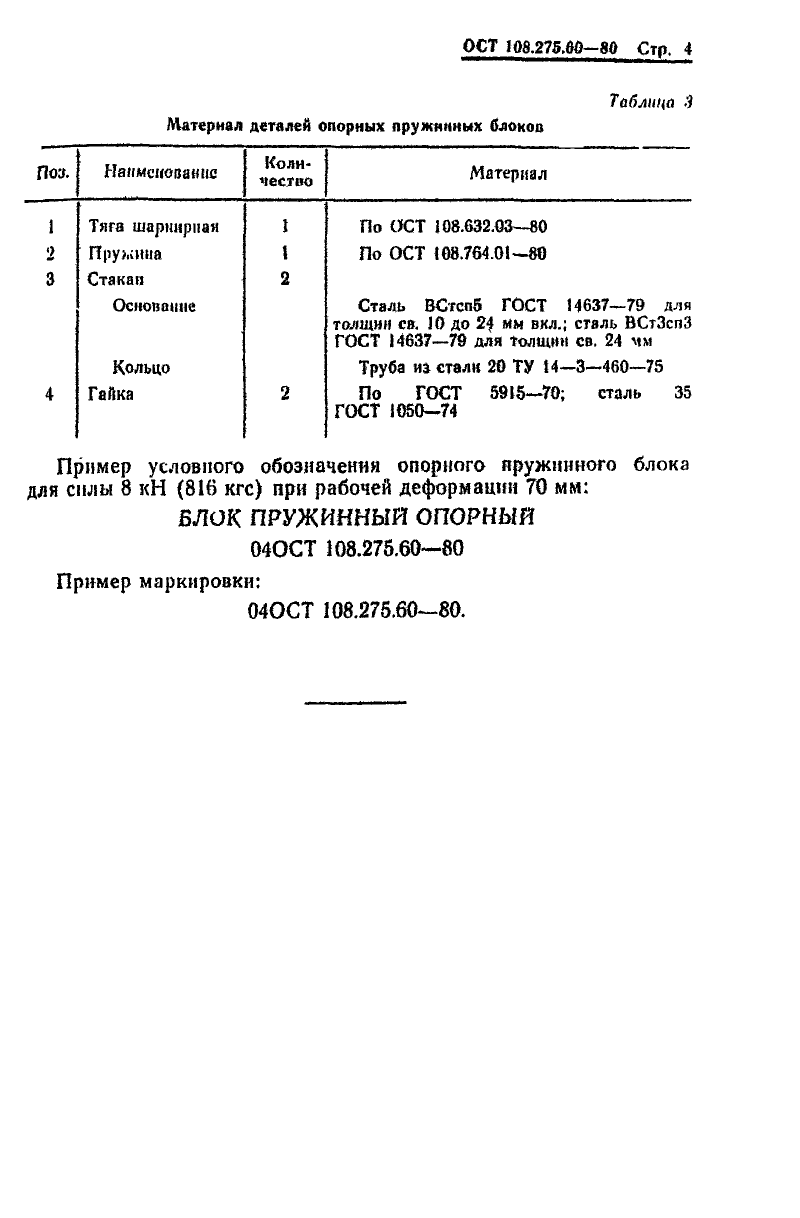 ОСТ 108.275.60—80 Стр. 4
Таблица 3
Материал деталей опорных пружинных блоков
Поз. Наименование Коли-чество Материал
1 Тяга шарнирная 1 По ОСТ 108.632.03—80
2 Пружина 1 По ОСТ 108.764.01—80
3 Стакан 2
Основание Сталь ВСтсп5 ГОСТ 14637—79 для
толщин св. 10 до 24 мм вкл.; сталь ВСт3сп3
ГОСТ 14637—79 для толщин св. 24 мм
Кольцо Труба из стали 20 ТУ 14—3—460—75
4 Гайка 2 По ГОСТ 5915—70; сталь 35
ГОСТ 1050—74
Пример условного обозначения опорного пружинного блока
для силы 8 кН (816 кгс) при рабочей деформации 70 мм:
БЛОК ПРУЖИННЫЙ ОПОРНЫЙ
04ОСТ 108.275.60—80
Пример маркировки:
04ОСТ 108.275.60—80.